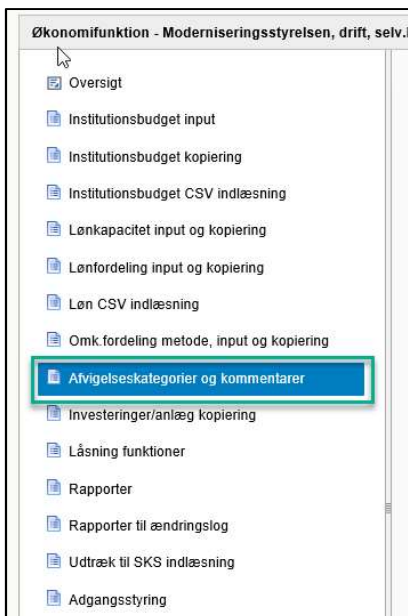 Økonomifunktion - Moderniseringsstyrelsen, drift, selv.
Oversigt
Institutionsbudget input
Institutionsbudget kopiering
Institutionsbudget CSV indlæsning
Lønkapacitet input og kopiering
Lønfordeling input og kopiering
Løn CSV indlæsning
Omk.fordeling metode, input og kopiering
Afvigelseskategorier og kommentarer
Investeringer/anlæg kopiering
Låsning funktioner
Rapporter
Rapporter til ændringslog
Udtræk til SKS indlæsning
Adgangsstyring